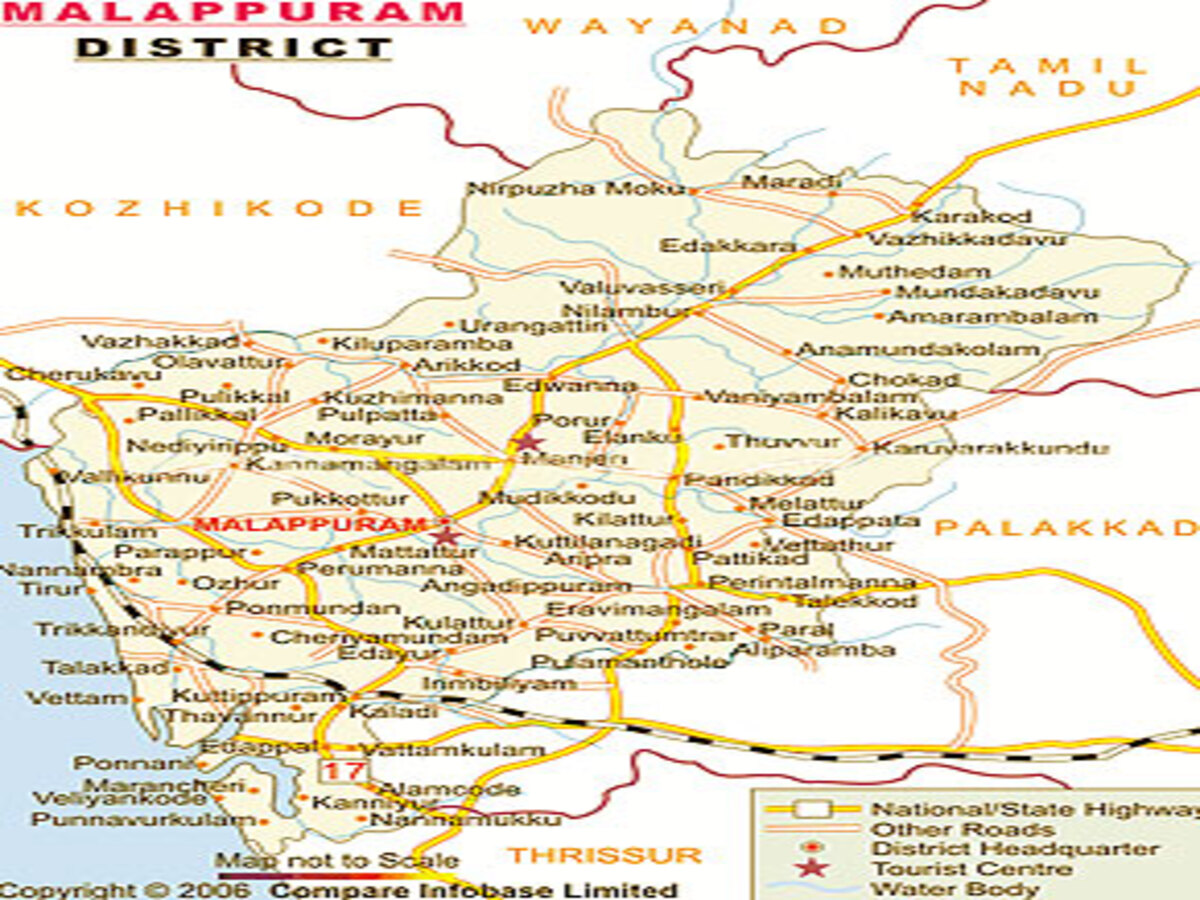 MALAPPURAM
DISTRICT
WAYANAD
TAMIL
NADU
KOZHIKODE
Nirpuzha Moku
Maradi
Karakod
Vazhikkadavu
Edakkara
Muthedam
Valuvasseri
Mundakadavu
Nilambur
Amarambalam
Urangattiri
Vazhakkad
Kiluparamba
Anamundakolam
Olavattur
Arikkod
Cherukavu
Edwanna
Chokad
Pulikkal
Kuzhimanna
Vaniyambalam
Pallikkal
Pulpatta
Porur
Kalikavu
Nediyirippu
Morayur
Elanku
Thuvvur
Karuvarakkundu
Kannamangalam
Manjeri
Vallikunnu
Pandikkad
Pukkottur
Mudikkodu
Melattur
Trikkulam
MALAPPURAM
Kilattur
Edappata
PALAKKAD
Parappur
Mattattur
Kuttilanagadi
Vettathur
Nannambra
Perumanna
Aripra
Pattikad
Tirur
Ozhur
Angadippuram
Perintalmanna
Ponmundan
Eravimangalam
Talekkod
Trikkandiyur
Kulattur
Cheriyamundam
Puvvattumtrar
Paral
Edayur
Aliparamba
Talakkad
Pulamanthole
Irimbiliyam
Vettam
Kuttippuram
Thavannur
Kaladi
Edappal
Vattamkulam
Ponnani
17
Marancheri
Alamcode
Veliyankode
Kanniyur
Punnavurkulam
Nannamukku
National/State Highway
Other Roads
District Headquarter
Tourist Centre
Water Body
THRISSUR
Map not to Scale
Copyright © 2006 Compare Infobase Limited